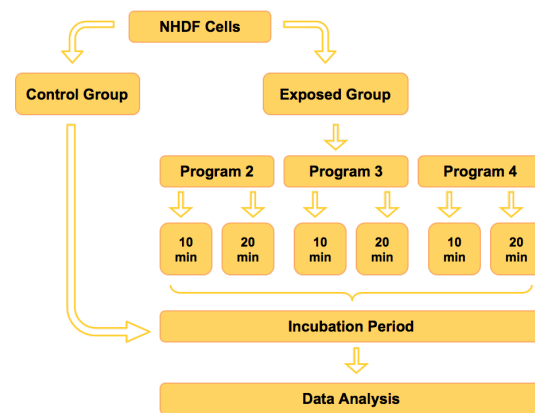 NHDF Cells
Control Group
Exposed Group
Program 2
Program 3
Program 4
10
min
20
min
10
min
20
min
10
min
20
min
Incubation Period
Data Analysis